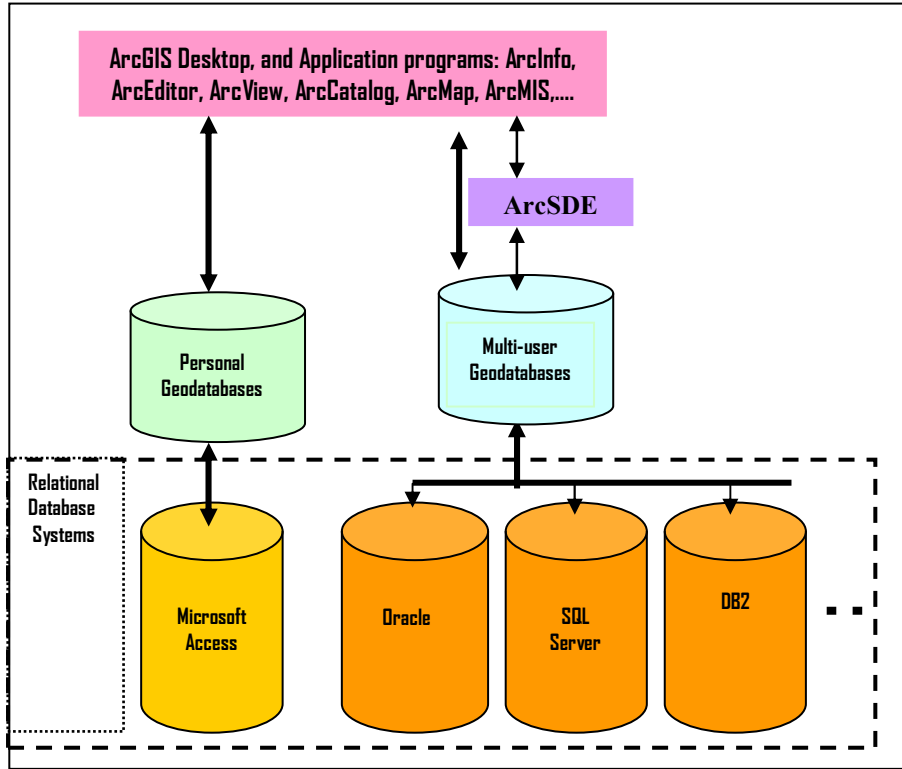 ArcGIS Desktop, and Application programs: ArcInfo,
ArcEditor, ArcView, ArcCatalog, ArcMap, ArcMIS,....
ArcSDE
Personal
Geodatabases
Multi-user
Geodatabases
Relational
Database
Systems
Microsoft
Access
Oracle
SQL
Server
DB2